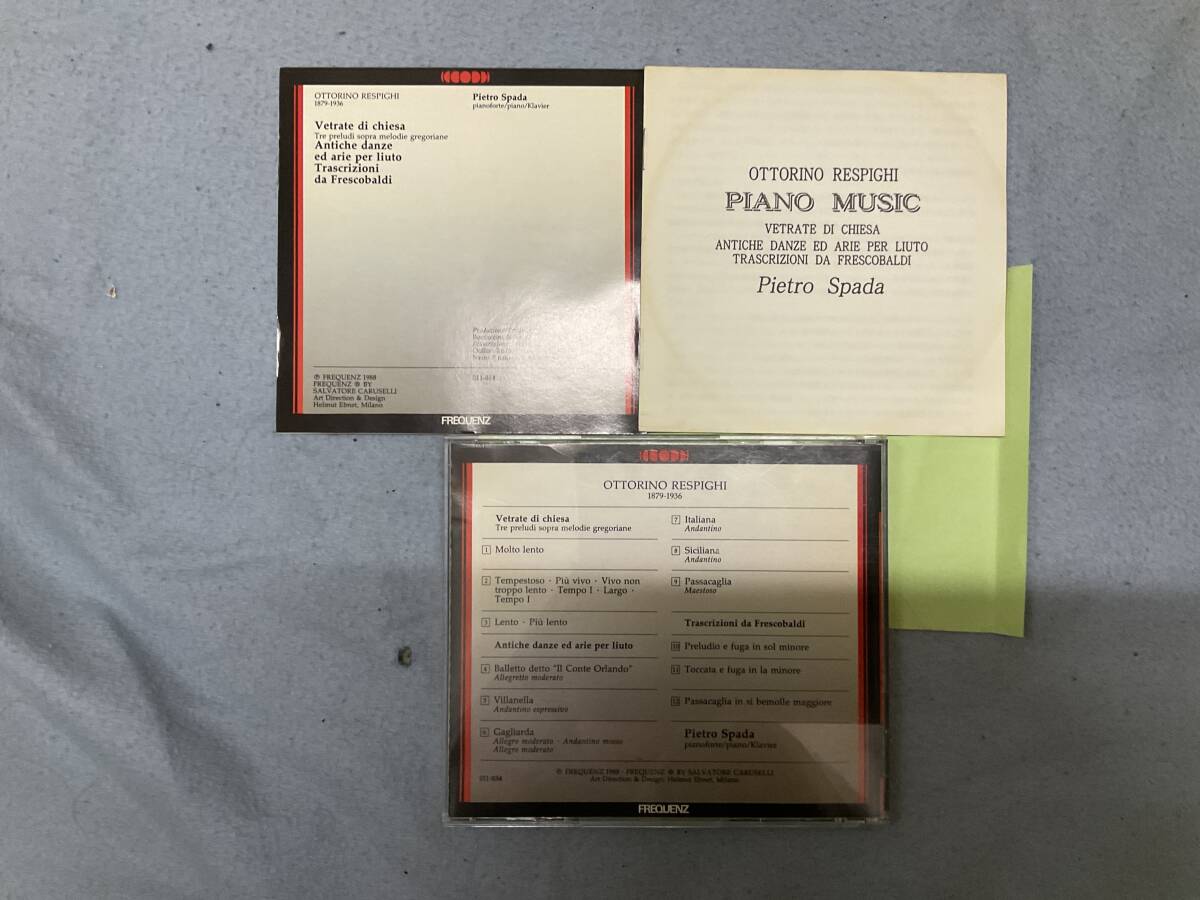 OTTORINO RESPIGHI
1879-1936
Pietro Spada
pianoforte/piano/Klavier
Vetrate di chiesa
Tre preludi sopra melodie gregoriane
Antiche danze
ed arie per liuto
Trascrizioni
da Frescobaldi
℗ FREQUENZ 1988
FREQUENZ ® BY
SALVATORE CARUSELLI
Art Direction & Design
Helmut Ebnet, Milano
FREQUENZ
OTTORINO RESPIGHI
PIANO MUSIC
VETRATE DI CHIESA
ANTICHE DANZE ED ARIE PER LIUTO
TRASCRIZIONI DA FRESCOBALDI
Pietro Spada
OTTORINO RESPIGHI
1879-1936
Vetrate di chiesa
Tre preludi sopra melodie gregoriane
1 Molto lento
2 Tempestoso · Più vivo · Vivo non
troppo lento · Tempo I · Largo ·
Tempo I
3 Lento · Più lento
Antiche danze ed arie per liuto
4 Balletto detto "Il Conte Orlando"
Allegretto moderato
5 Villanella
Andantino espressivo
6 Gagliarda
Allegro moderato · Andantino mosso
Allegro moderato
7 Italiana
Andantino
8 Siciliana
Andantino
9 Passacaglia
Maestoso
Trascrizioni da Frescobaldi
10 Preludio e fuga in sol minore
11 Toccata e fuga in la minore
12 Passacaglia in si bemolle maggiore
Pietro Spada
pianoforte/piano/Klavier
℗ FREQUENZ 1988 · FREQUENZ ® BY SALVATORE CARUSELLI
Art Direction & Design: Helmut Ebnet, Milano
FREQUENZ